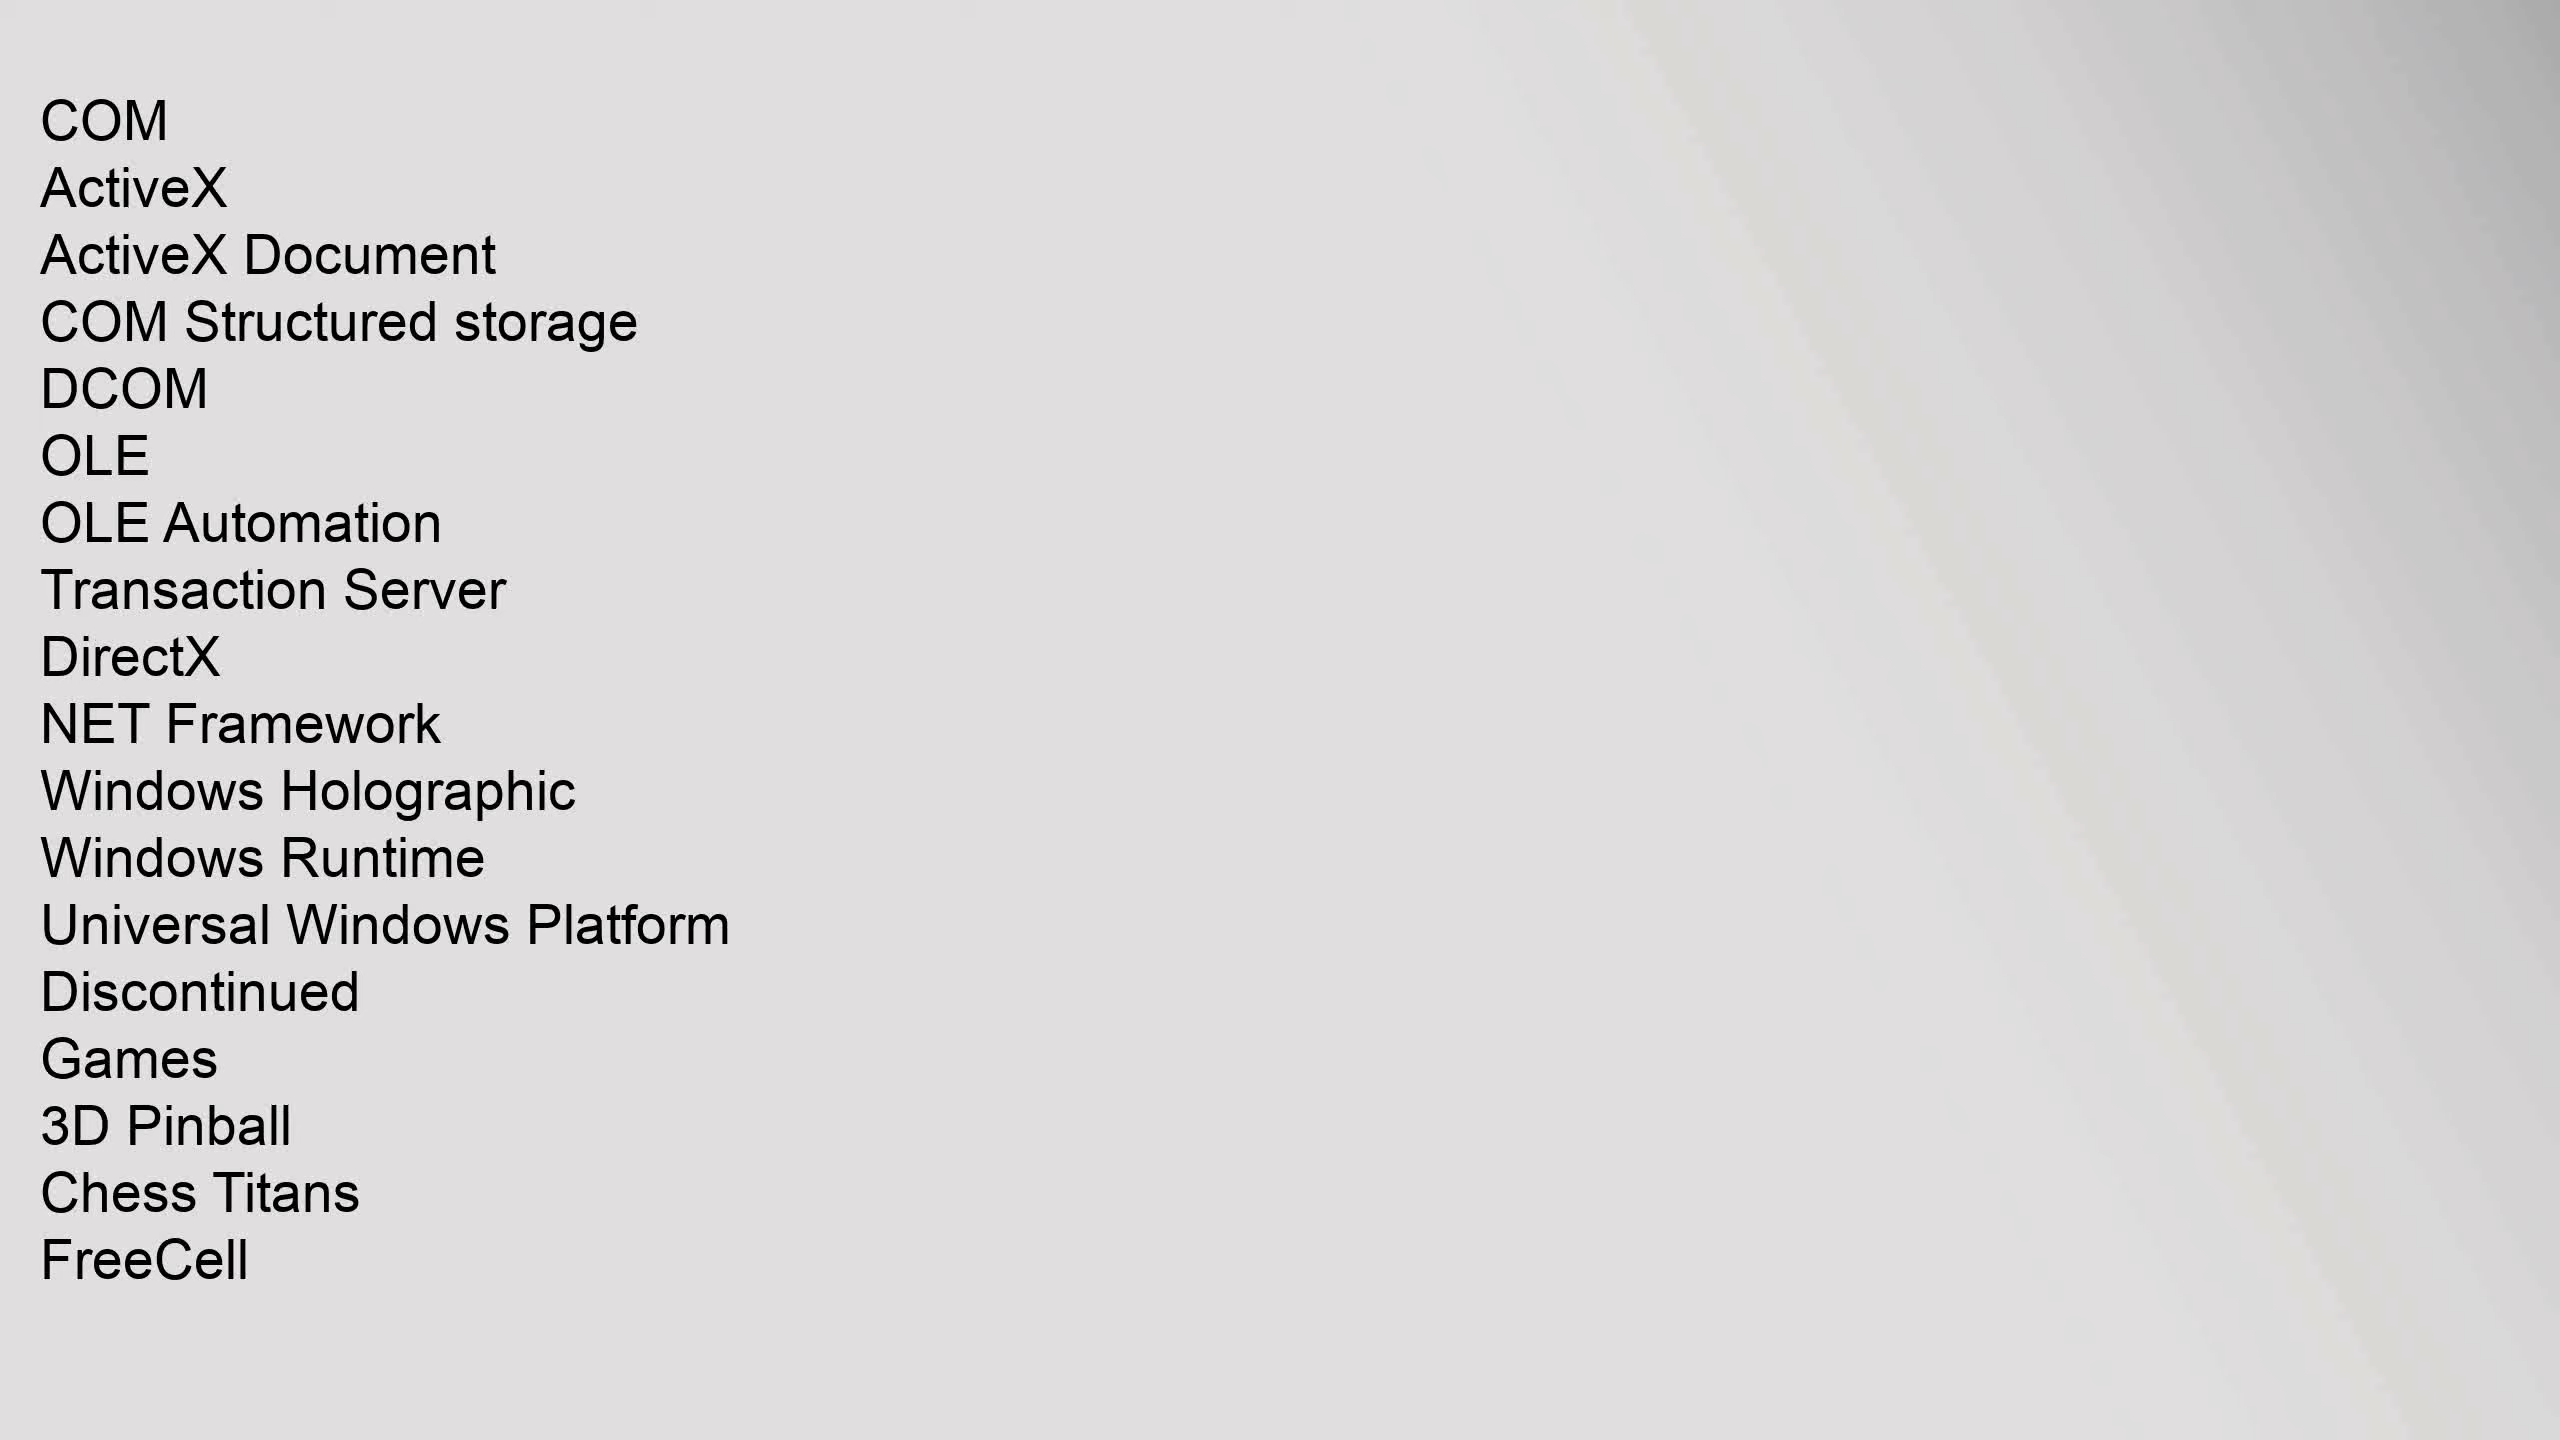 COM
ActiveX
ActiveX Document
COM Structured storage
DCOM
OLE
OLE Automation
Transaction Server
DirectX
NET Framework
Windows Holographic
Windows Runtime
Universal Windows Platform
Discontinued
Games
3D Pinball
Chess Titans
FreeCell